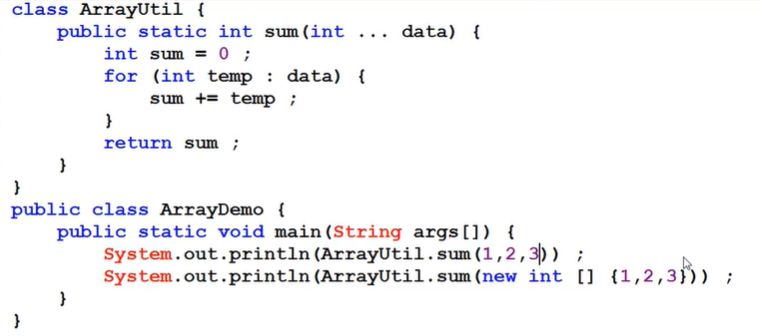 class ArrayUtil {
    public static int sum(int ... data) {
        int sum = 0 ;
        for (int temp : data) {
            sum += temp ;
        }
        return sum ;
    }
}
public class ArrayDemo {
    public static void main(String args[]) {
        System.out.println(ArrayUtil.sum(1,2,3)) ;
        System.out.println(ArrayUtil.sum(new int [] {1,2,3})) ;
    }
}